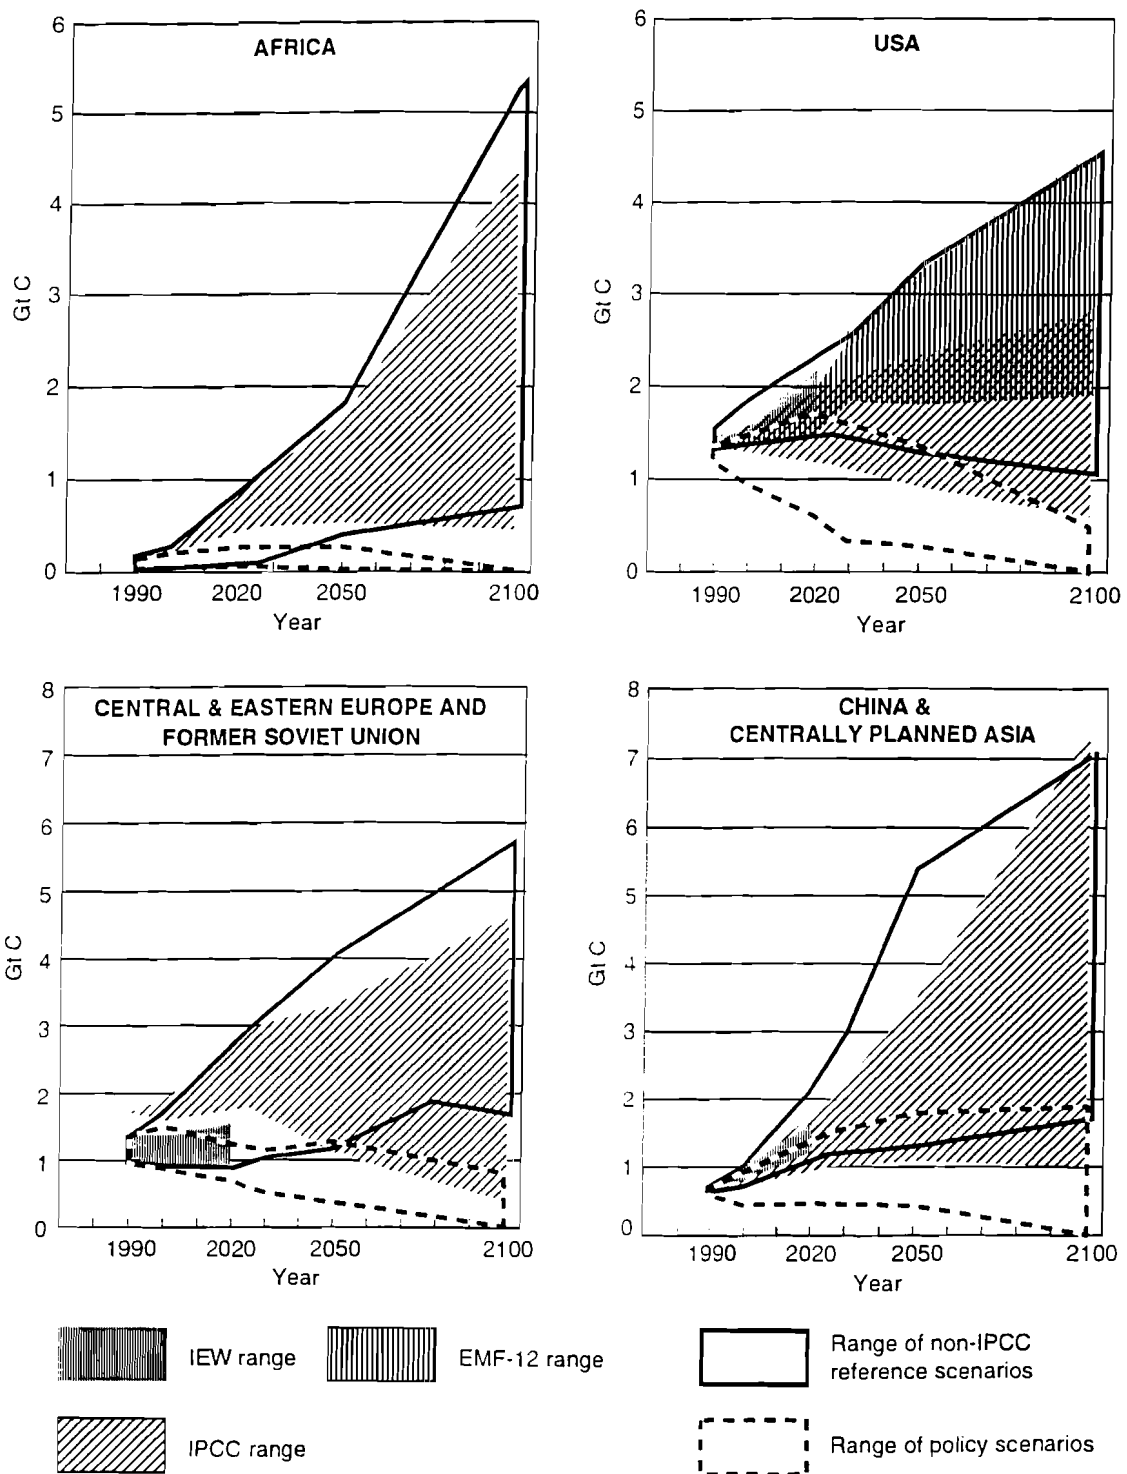 AFRICA
6
5
4
3
2
1
0
Gt C
1990 2020 2050 2100
Year
USA
6
5
4
3
2
1
0
Gt C
1990 2020 2050 2100
Year
CENTRAL & EASTERN EUROPE AND
FORMER SOVIET UNION
8
7
6
5
4
3
2
1
0
Gt C
1990 2020 2050 2100
Year
CHINA &
CENTRALLY PLANNED ASIA
8
7
6
5
4
3
2
1
0
Gt C
1990 2020 2050 2100
Year
IEW range
EMF-12 range
IPCC range
Range of non-IPCC
reference scenarios
Range of policy scenarios